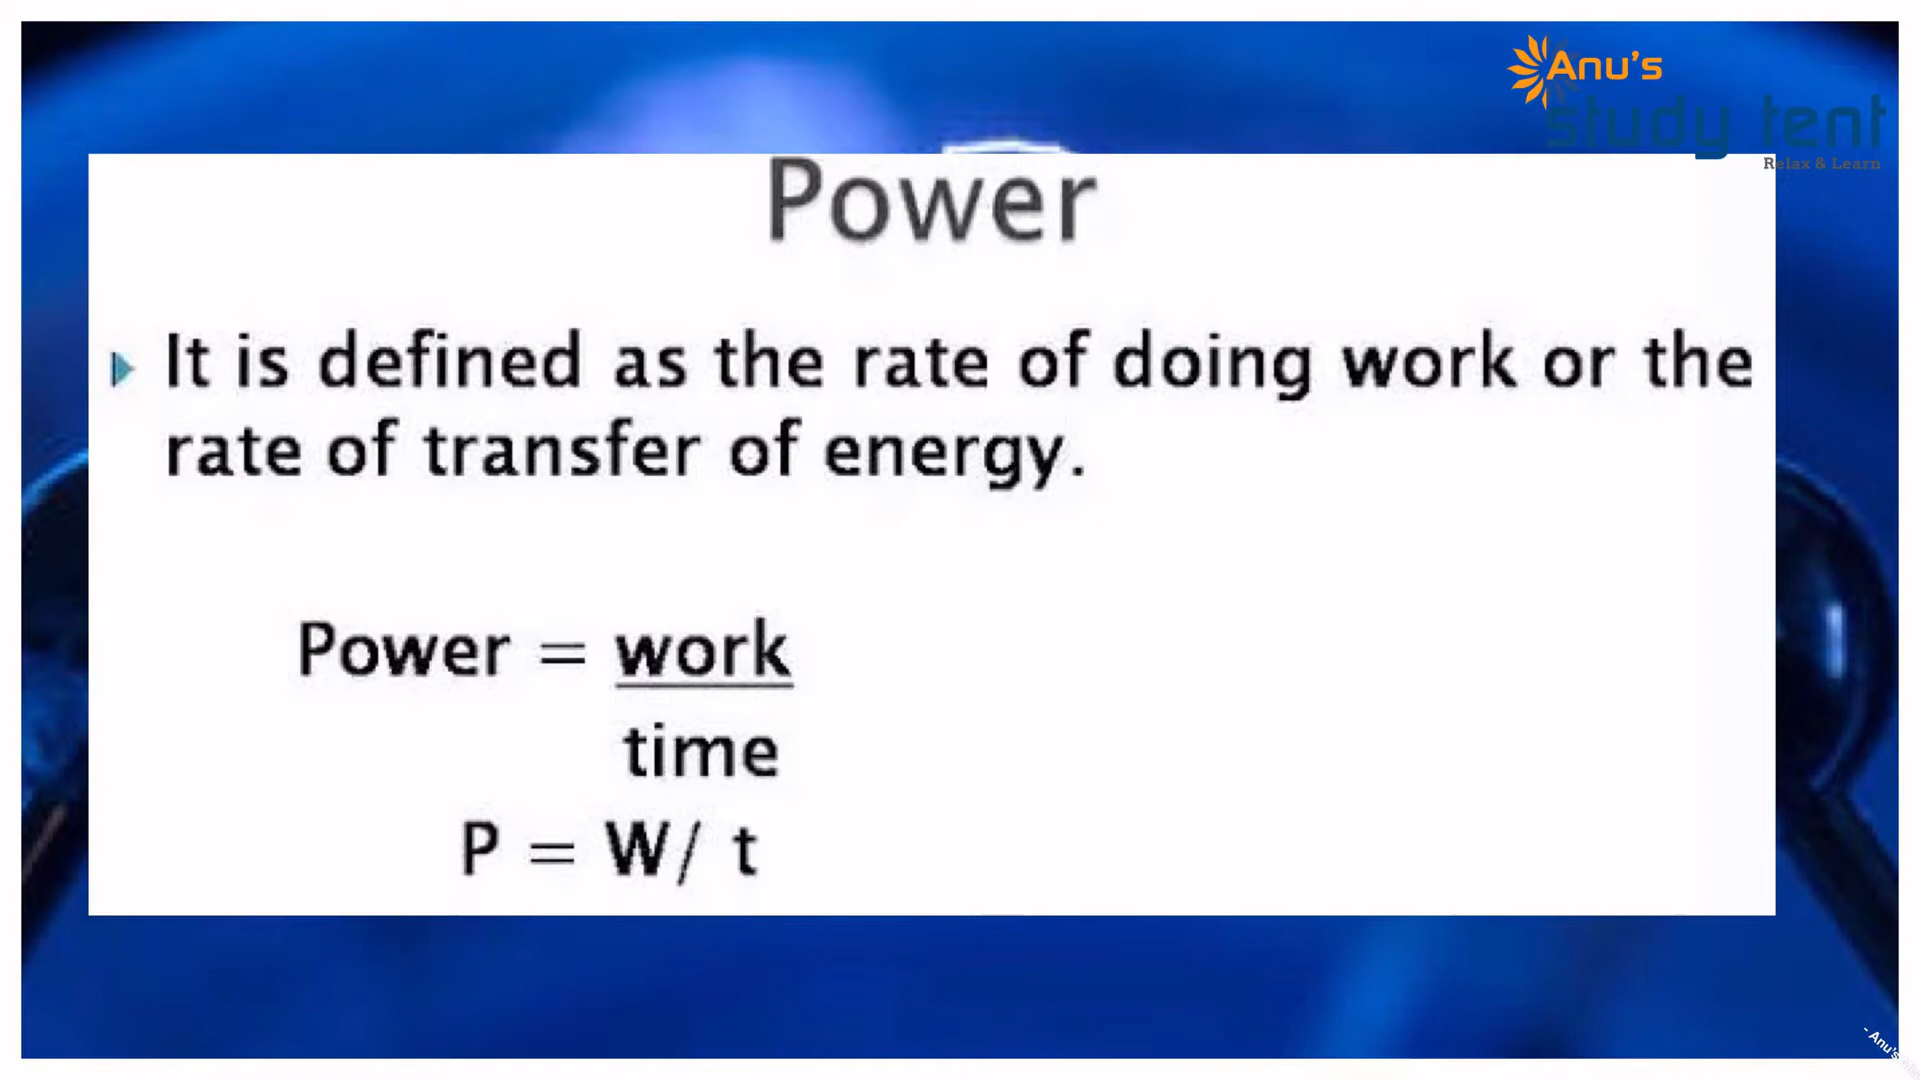 Anu's
study tent
Relax & Learn
Power
It is defined as the rate of doing work or the
rate of transfer of energy.
Power = work
time
P = W/ t
- Anu's